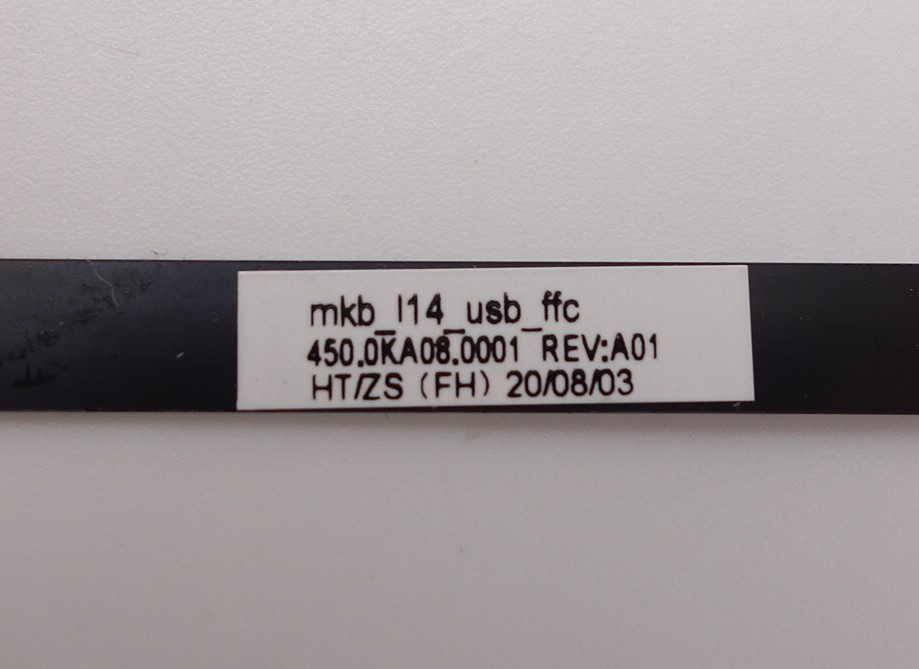 mkb_l14_usb_ffc
450.0KA08.0001 REV:A01
HT/ZS (FH) 20/08/03